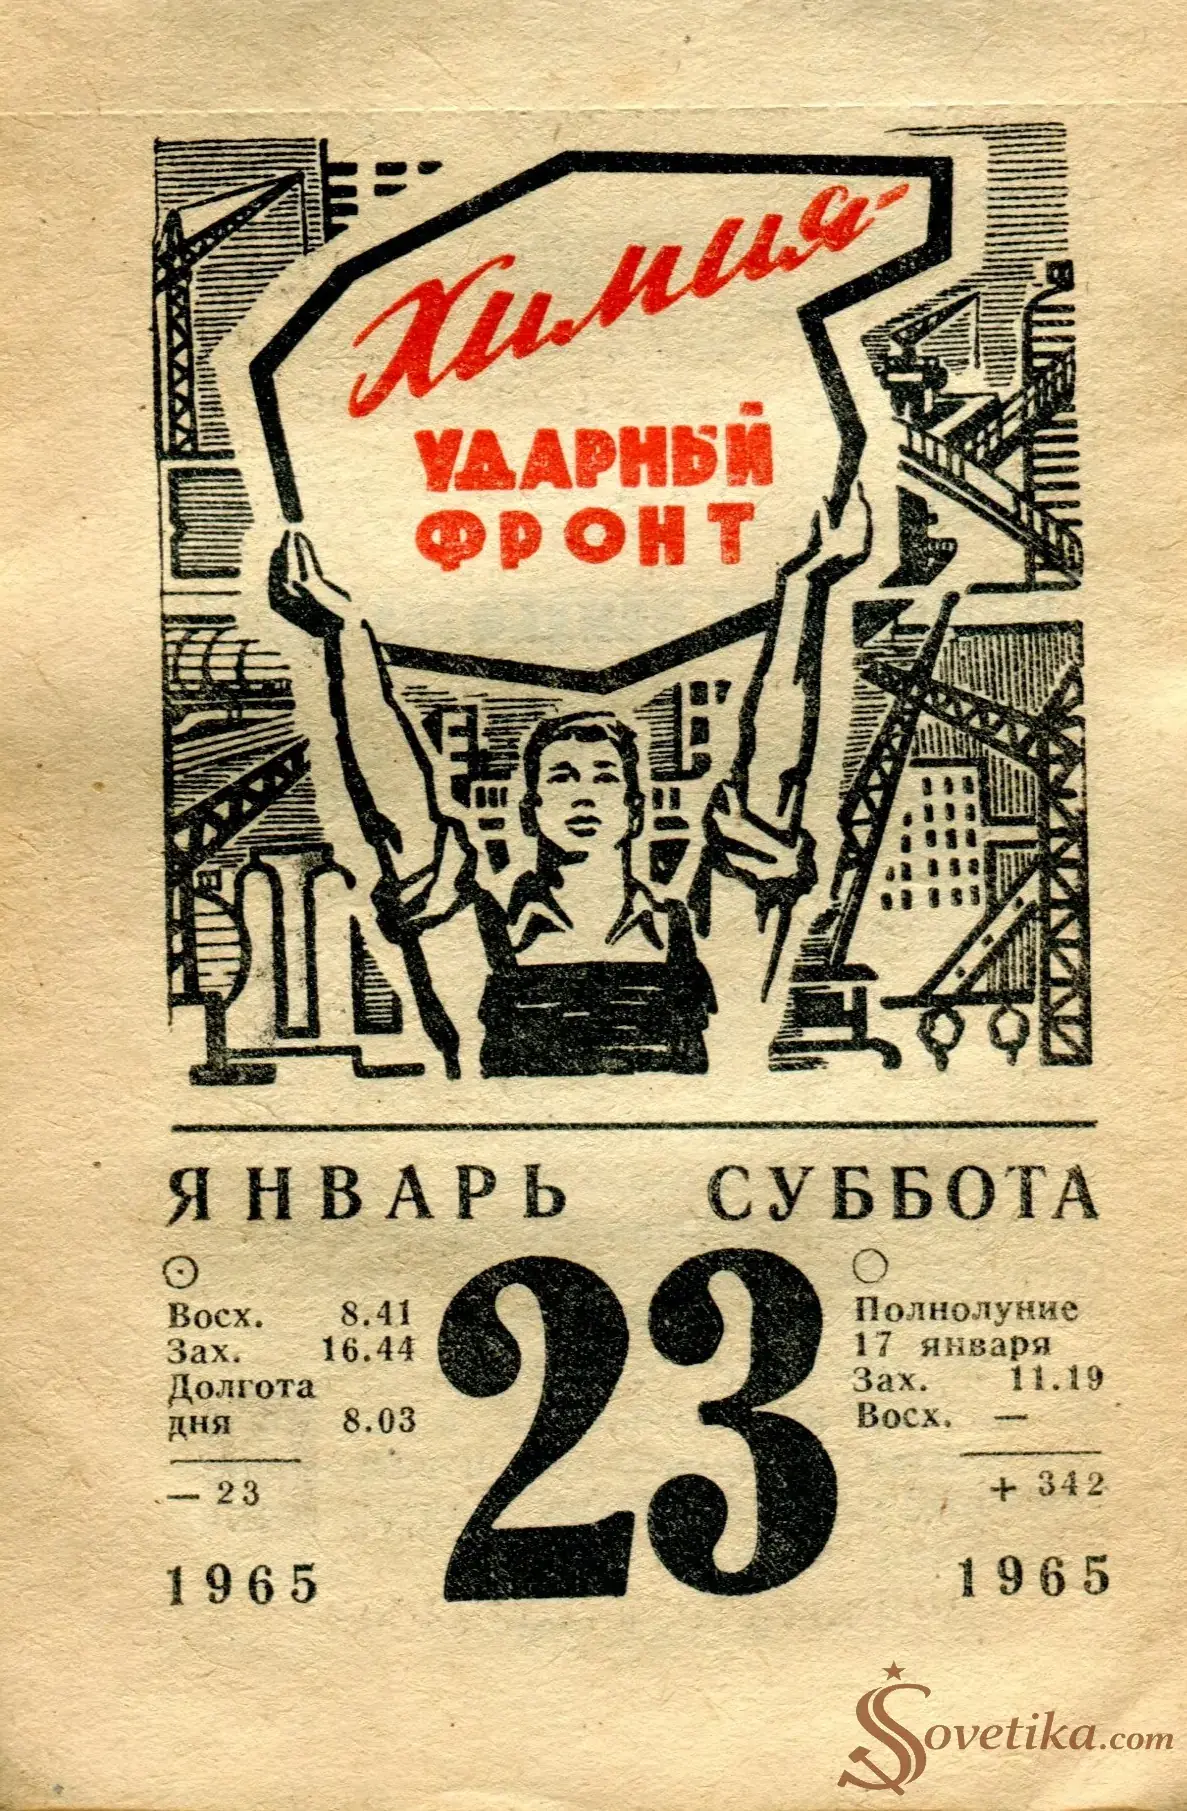 Химия-
УДАРНЫЙ
ФРОНТ
ЯНВАРЬ СУББОТА
Восх. 8.41
Зах. 16.44
Долгота
дня 8.03
— 23
1965
23
Полнолуние
17 января
Зах. 11.19
Восх. —
+ 342
1965
Sovetika.com